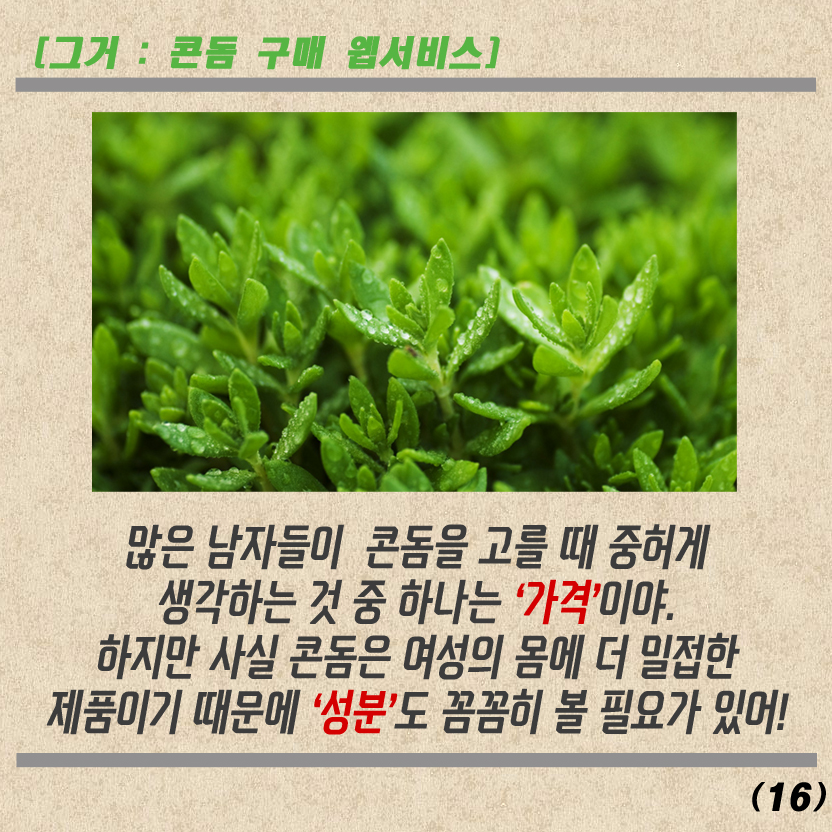 [그거 : 콘돔 구매 웹서비스]
많은 남자들이 콘돔을 고를 때 중허게
생각하는 것 중 하나는 ‘가격’이야.
하지만 사실 콘돔은 여성의 몸에 더 밀접한
제품이기 때문에 ‘성분’도 꼼꼼히 볼 필요가 있어!
(16)